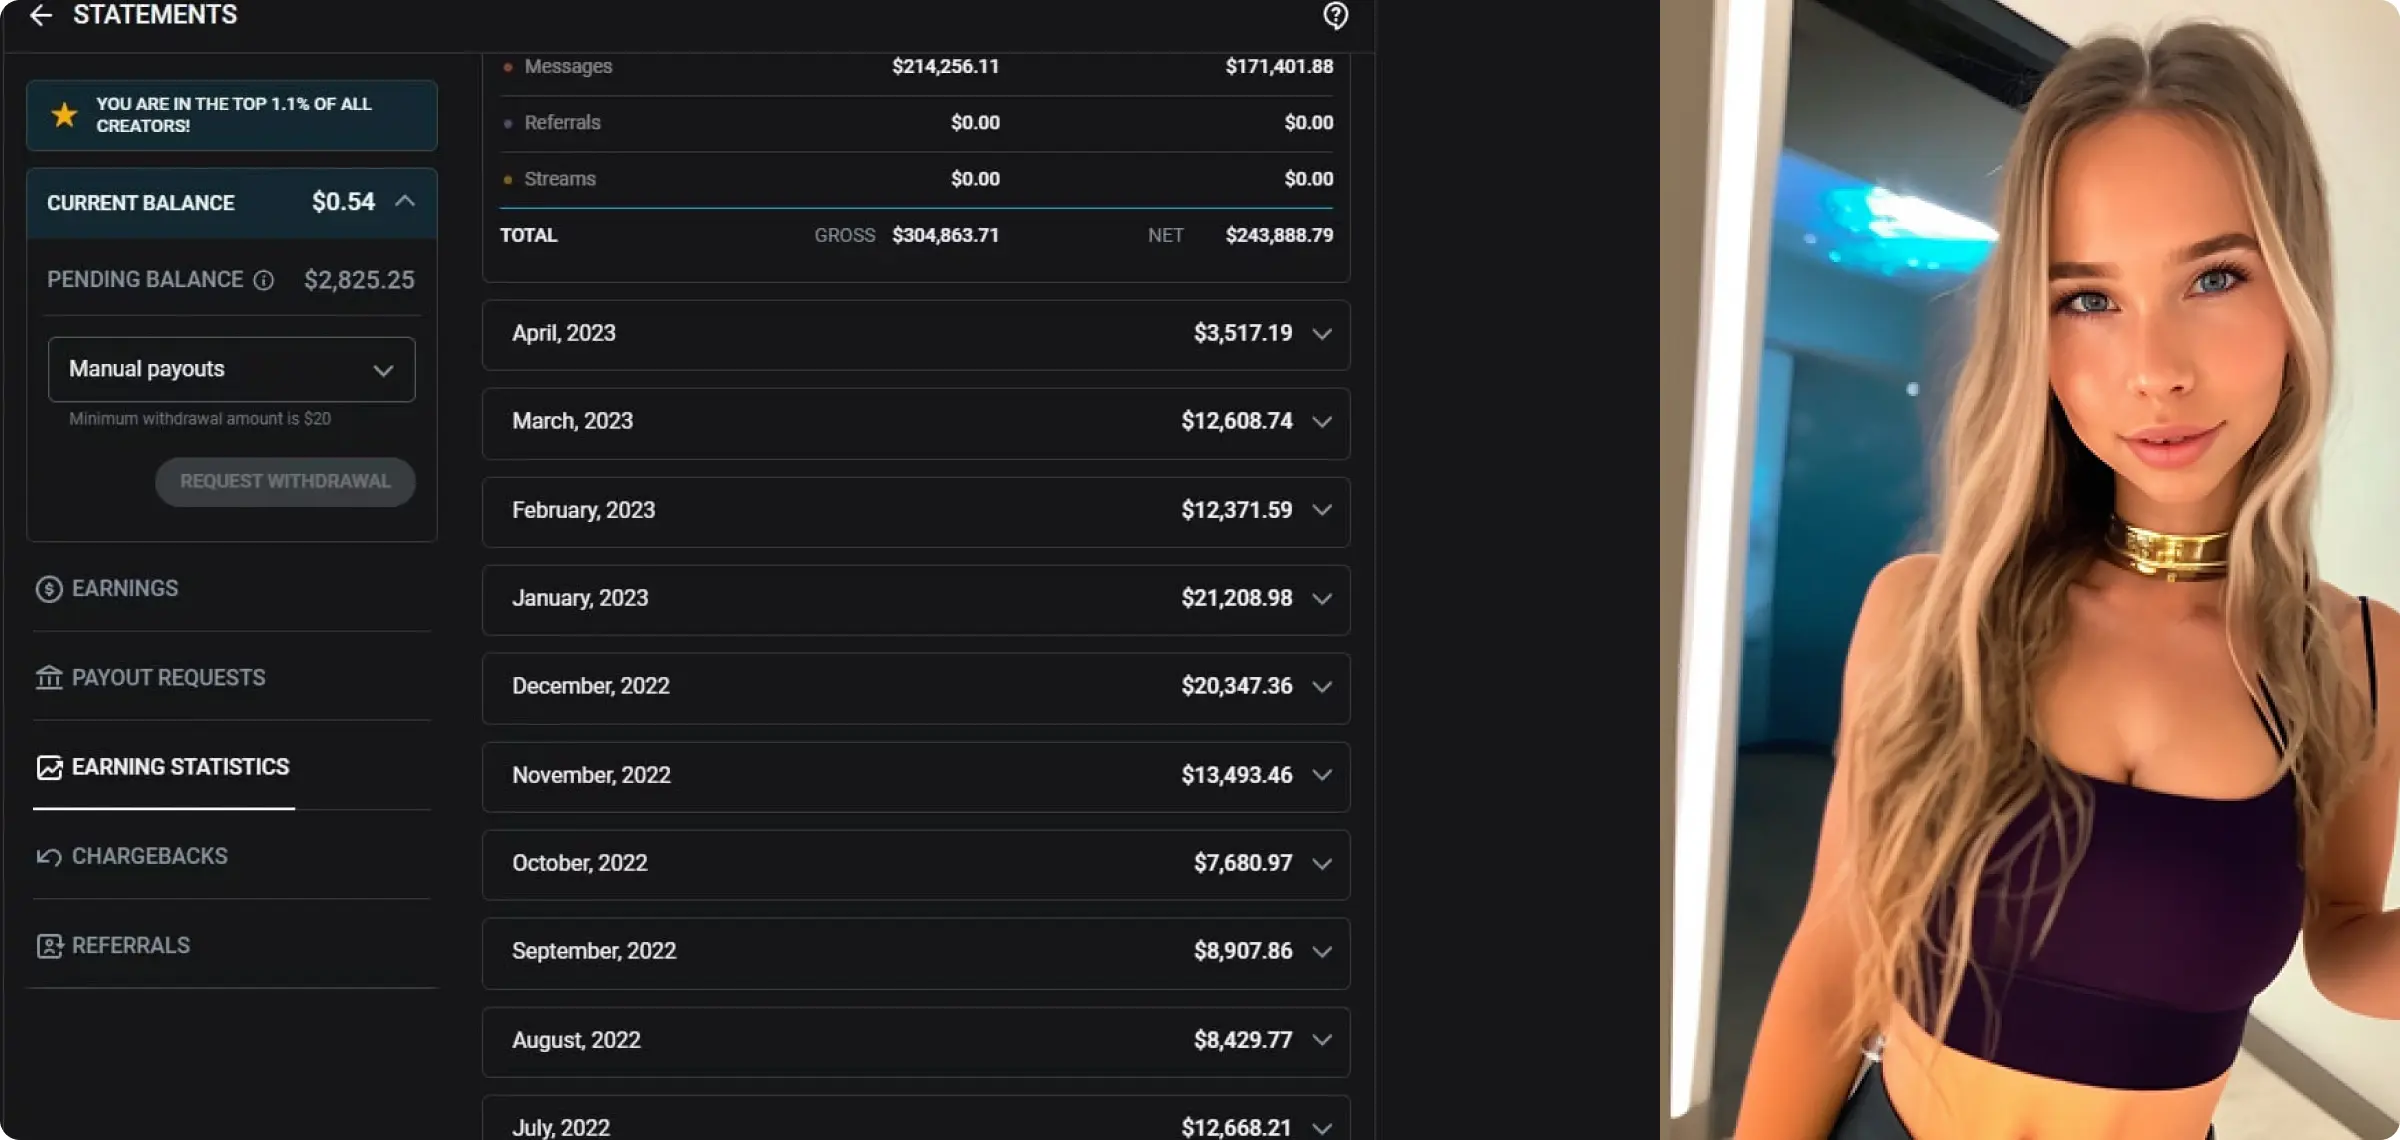 STATEMENTS
YOU ARE IN THE TOP 1.1% OF ALL
CREATORS!
CURRENT BALANCE $0.54
PENDING BALANCE $2,825.25
Manual payouts
Minimum withdrawal amount is $20
REQUEST WITHDRAWAL
EARNINGS
PAYOUT REQUESTS
EARNING STATISTICS
CHARGEBACKS
REFERRALS
Messages $214,256.11 $171,401.88
Referrals $0.00 $0.00
Streams $0.00 $0.00
TOTAL GROSS $304,863.71 NET $243,888.79
April, 2023 $3,517.19
March, 2023 $12,608.74
February, 2023 $12,371.59
January, 2023 $21,208.98
December, 2022 $20,347.36
November, 2022 $13,493.46
October, 2022 $7,680.97
September, 2022 $8,907.86
August, 2022 $8,429.77
July, 2022 $12,668.21